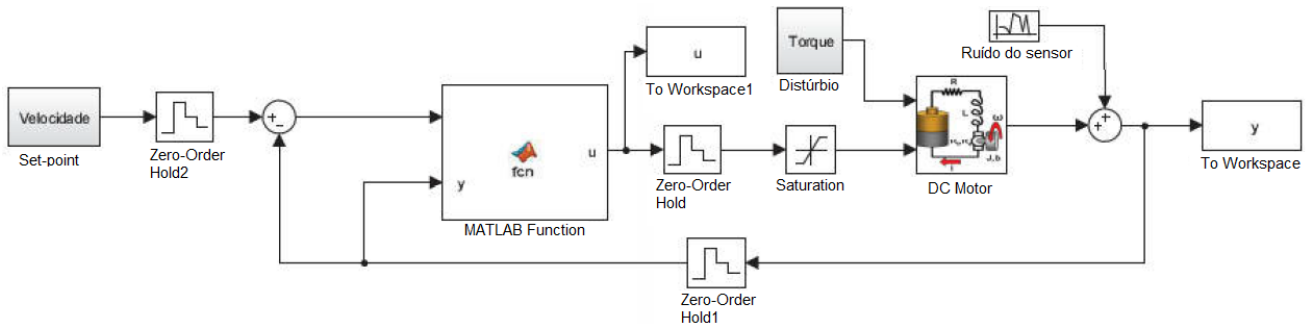 Velocidade
Set-point
Zero-Order
Hold2
y
u
fcn
MATLAB Function
u
To Workspace1
Zero-Order
Hold
Torque
Distúrbio
Saturation
R
L
J,b
DC Motor
Ruído do sensor
y
To Workspace
Zero-Order
Hold1